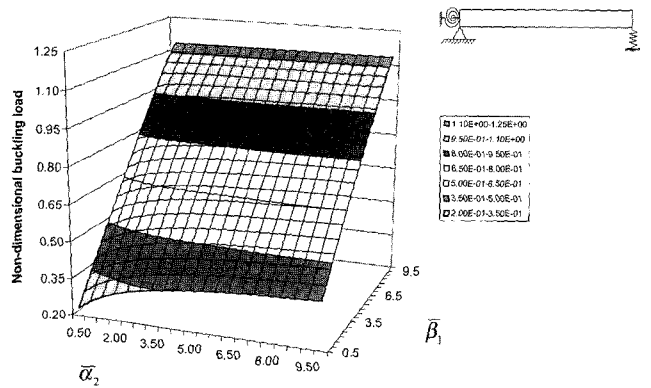 Non-dimensional buckling load
1.25
1.10
0.95
0.80
0.65
0.50
0.35
0.20
0.50
2.00
3.50
5.00
6.50
8.00
9.50
ᾱ₂
0.5
3.5
6.5
9.5
β̄₁
1.10E+00-1.25E+00
9.50E-01-1.10E+00
8.00E-01-9.50E-01
6.50E-01-8.00E-01
5.00E-01-6.50E-01
3.50E-01-5.00E-01
2.00E-01-3.50E-01